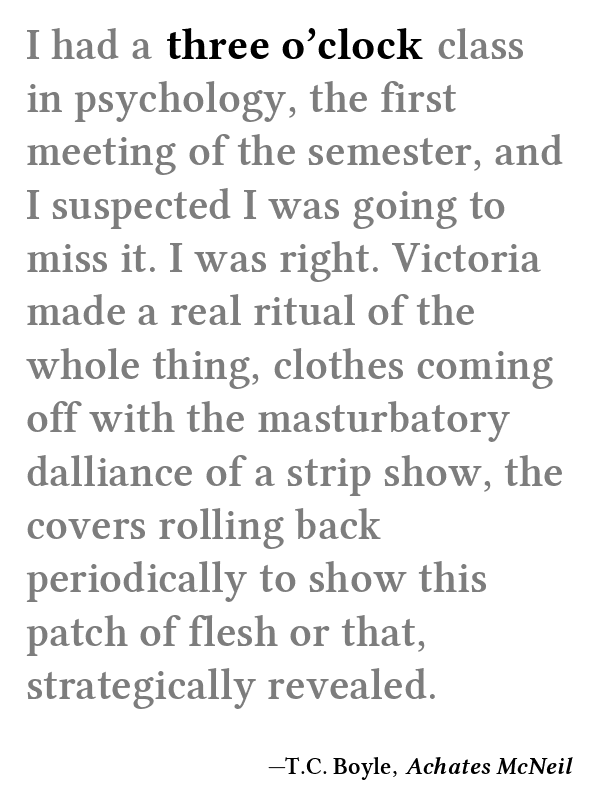 I had a three o’clock class
in psychology, the first
meeting of the semester, and
I suspected I was going to
miss it. I was right. Victoria
made a real ritual of the
whole thing, clothes coming
off with the masturbatory
dalliance of a strip show, the
covers rolling back
periodically to show this
patch of flesh or that,
strategically revealed.
—T.C. Boyle, Achates McNeil